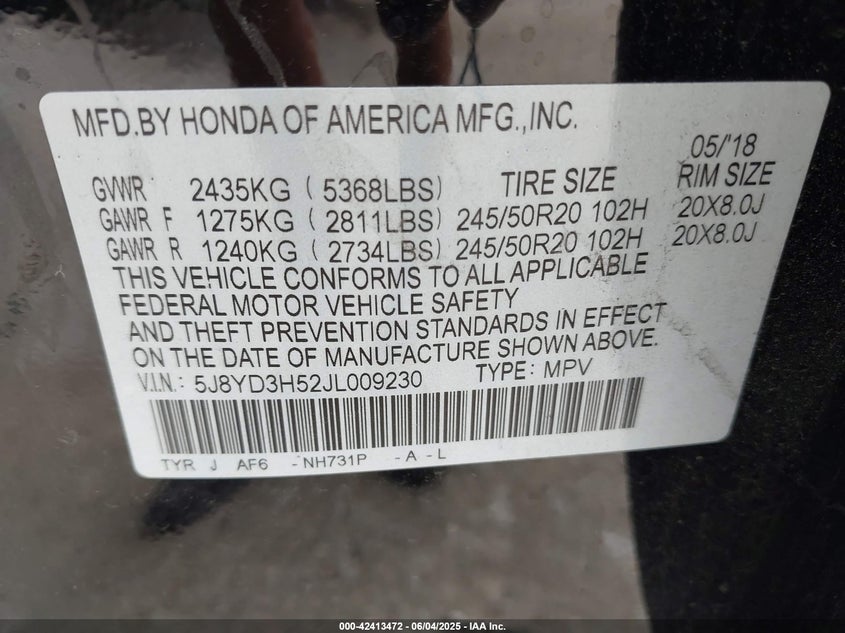 MFD.BY HONDA OF AMERICA MFG.,INC.
05/'18
GVWR 2435KG (5368LBS) TIRE SIZE RIM SIZE
GAWR F 1275KG (2811LBS) 245/50R20 102H 20X8.0J
GAWR R 1240KG (2734LBS) 245/50R20 102H 20X8.0J
THIS VEHICLE CONFORMS TO ALL APPLICABLE
FEDERAL MOTOR VEHICLE SAFETY
AND THEFT PREVENTION STANDARDS IN EFFECT
ON THE DATE OF MANUFACTURE SHOWN ABOVE.
V.I.N.: 5J8YD3H52JL009230 TYPE: MPV
TYR J AF6 -NH731P -A-L
000-42413472 - 06/04/2025 - IAA Inc.